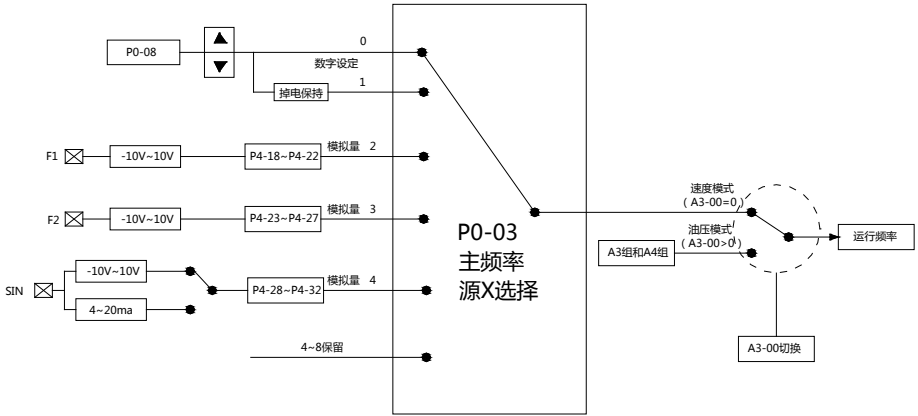 P0-08
0
数字设定
掉电保持
1
F1
-10V~10V
P4-18~P4-22
模拟量 2
F2
-10V~10V
P4-23~P4-27
模拟量 3
SIN
-10V~10V
4~20ma
P4-28~P4-32
模拟量 4
4~8保留
P0-03
主频率
源X选择
速度模式
( A3-00=0 )
油压模式
( A3-00>0 )
A3组和A4组
运行频率
A3-00切换